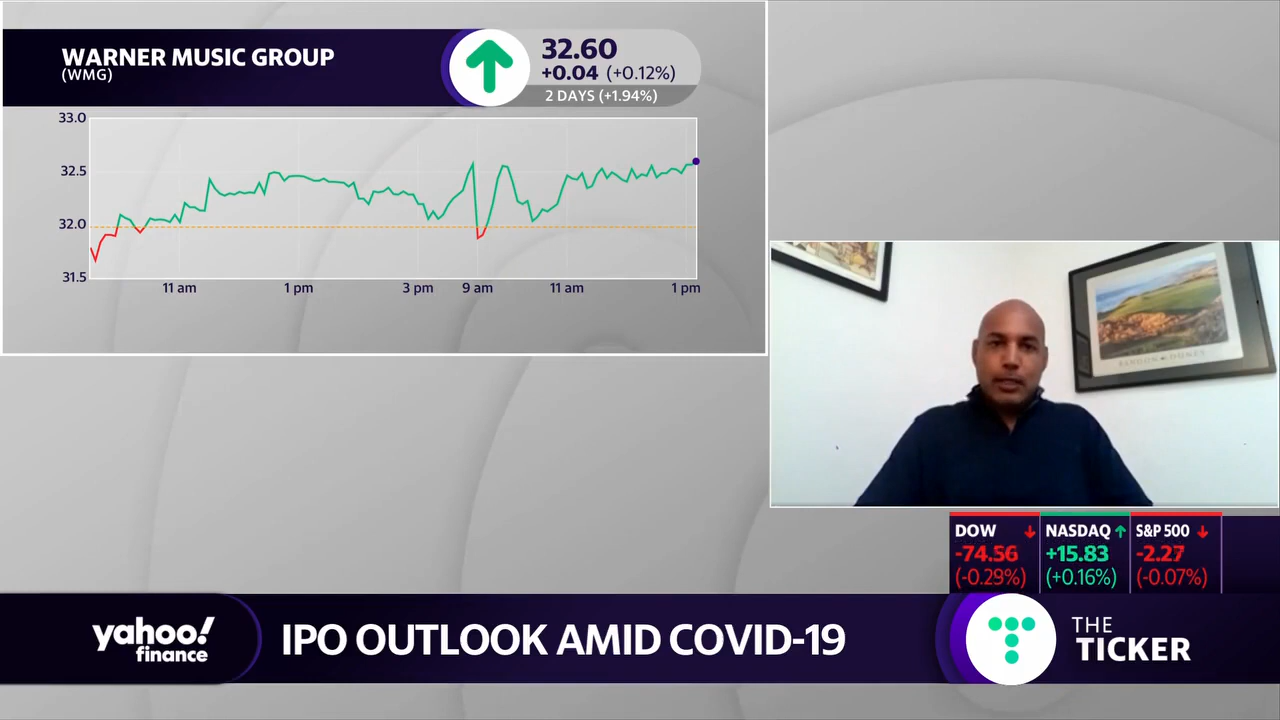 WARNER MUSIC GROUP
(WMG)
32.60
+0.04 (+0.12%)
2 DAYS (+1.94%)
33.0
32.5
32.0
31.5
11 am
1 pm
3 pm
9 am
11 am
1 pm
BANDON DUNES
DOW
-74.56
(-0.29%)
NASDAQ
+15.83
(+0.16%)
S&P 500
-2.27
(-0.07%)
yahoo!
finance
IPO OUTLOOK AMID COVID-19
THE
TICKER